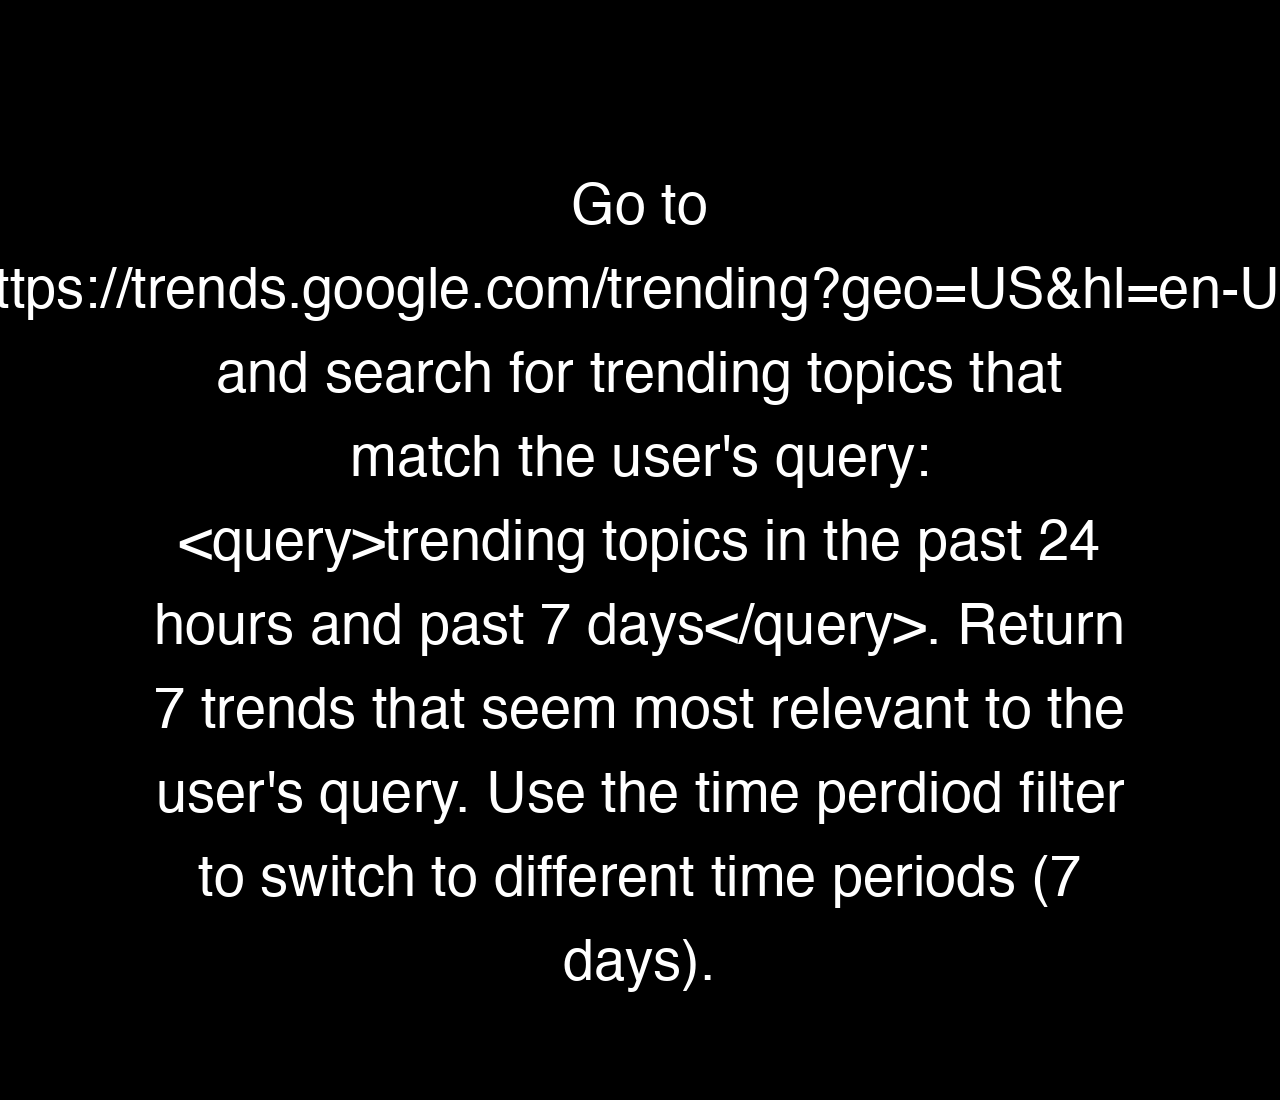 Go to
ttps://trends.google.com/trending?geo=US&hl=en-U
and search for trending topics that
match the user's query:
<query>trending topics in the past 24
hours and past 7 days</query>. Return
7 trends that seem most relevant to the
user's query. Use the time perdiod filter
to switch to different time periods (7
days).